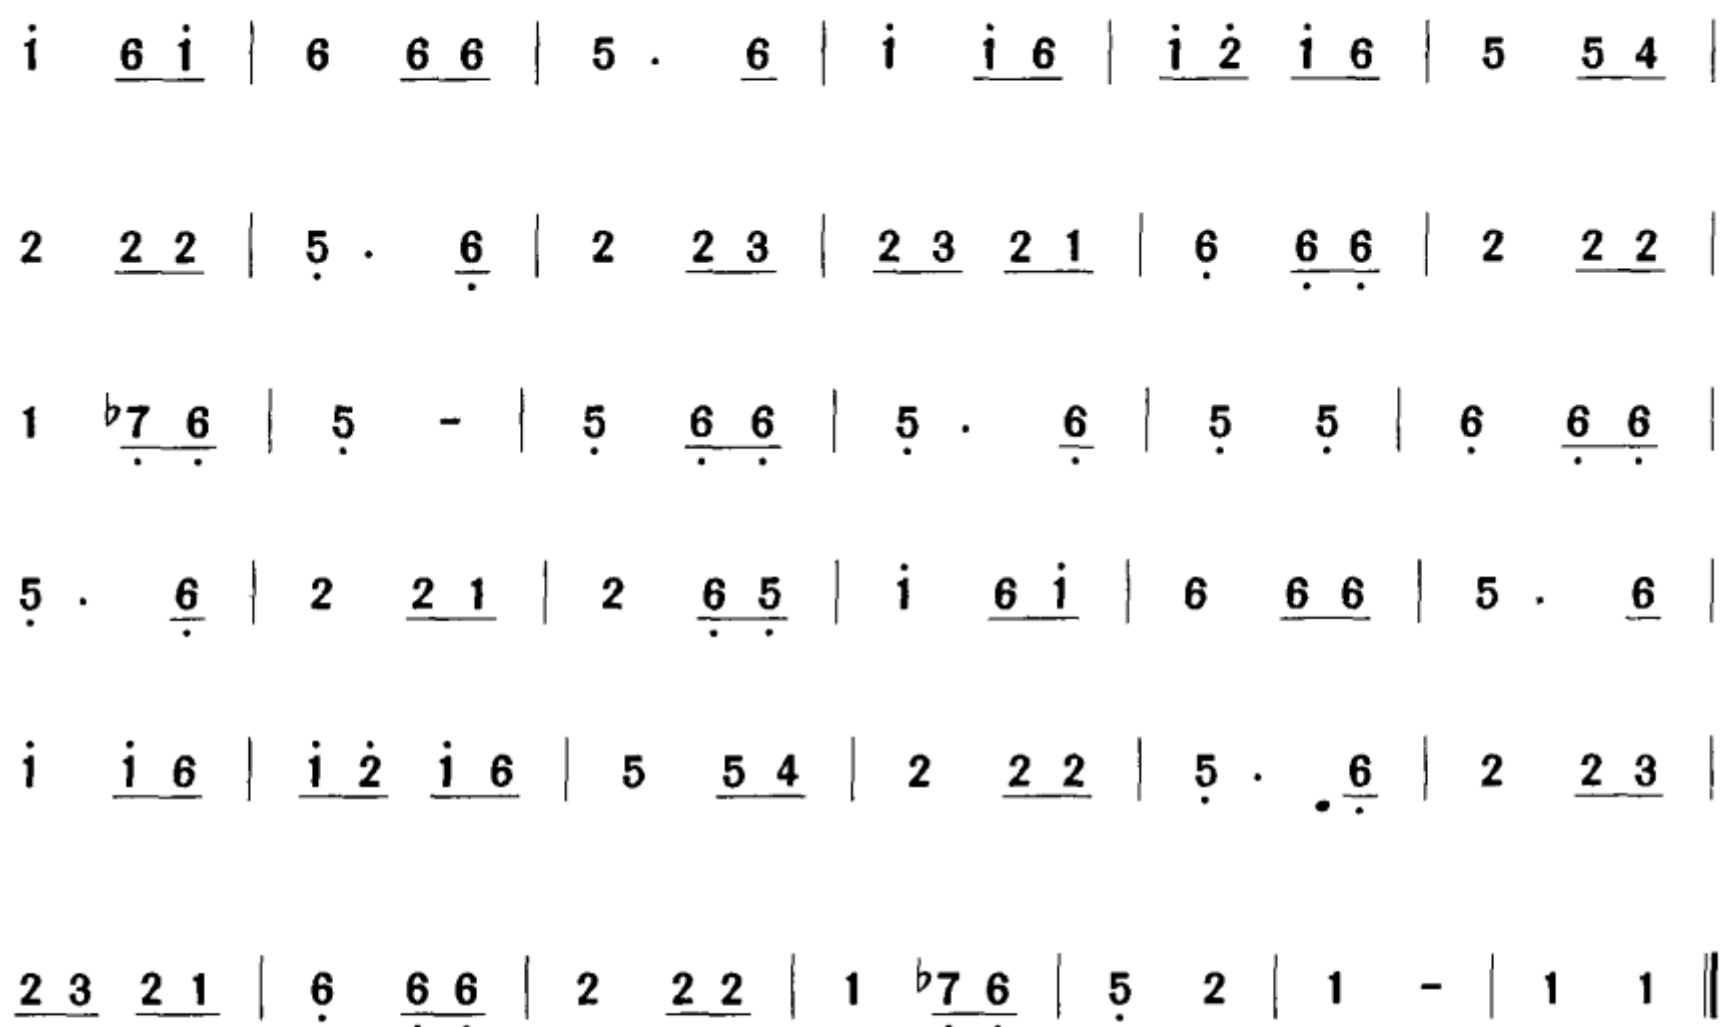 i̇ 6 i̇ | 6 6 6 | 5 · 6 | i̇ i̇ 6 | i̇ 2̇ i̇ 6 | 5 5 4 |
2 2 2 | 5̣ · 6̣ | 2 2 3 | 2 3 2 1 | 6̣ 6̣ 6̣ | 2 2 2 |
1 ♭7̣ 6̣ | 5̣ - | 5̣ 6̣ 6̣ | 5̣ · 6̣ | 5̣ 5̣ | 6̣ 6̣ 6̣ |
5̣ · 6̣ | 2 2 1 | 2 6̣ 5̣ | i̇ 6 i̇ | 6 6 6 | 5 · 6 |
i̇ i̇ 6 | i̇ 2̇ i̇ 6 | 5 5 4 | 2 2 2 | 5̣ · 6̣ | 2 2 3 |
2 3 2 1 | 6̣ 6̣ 6̣ | 2 2 2 | 1 ♭7̣ 6̣ | 5̣ 2 | 1 - | 1 1 ‖